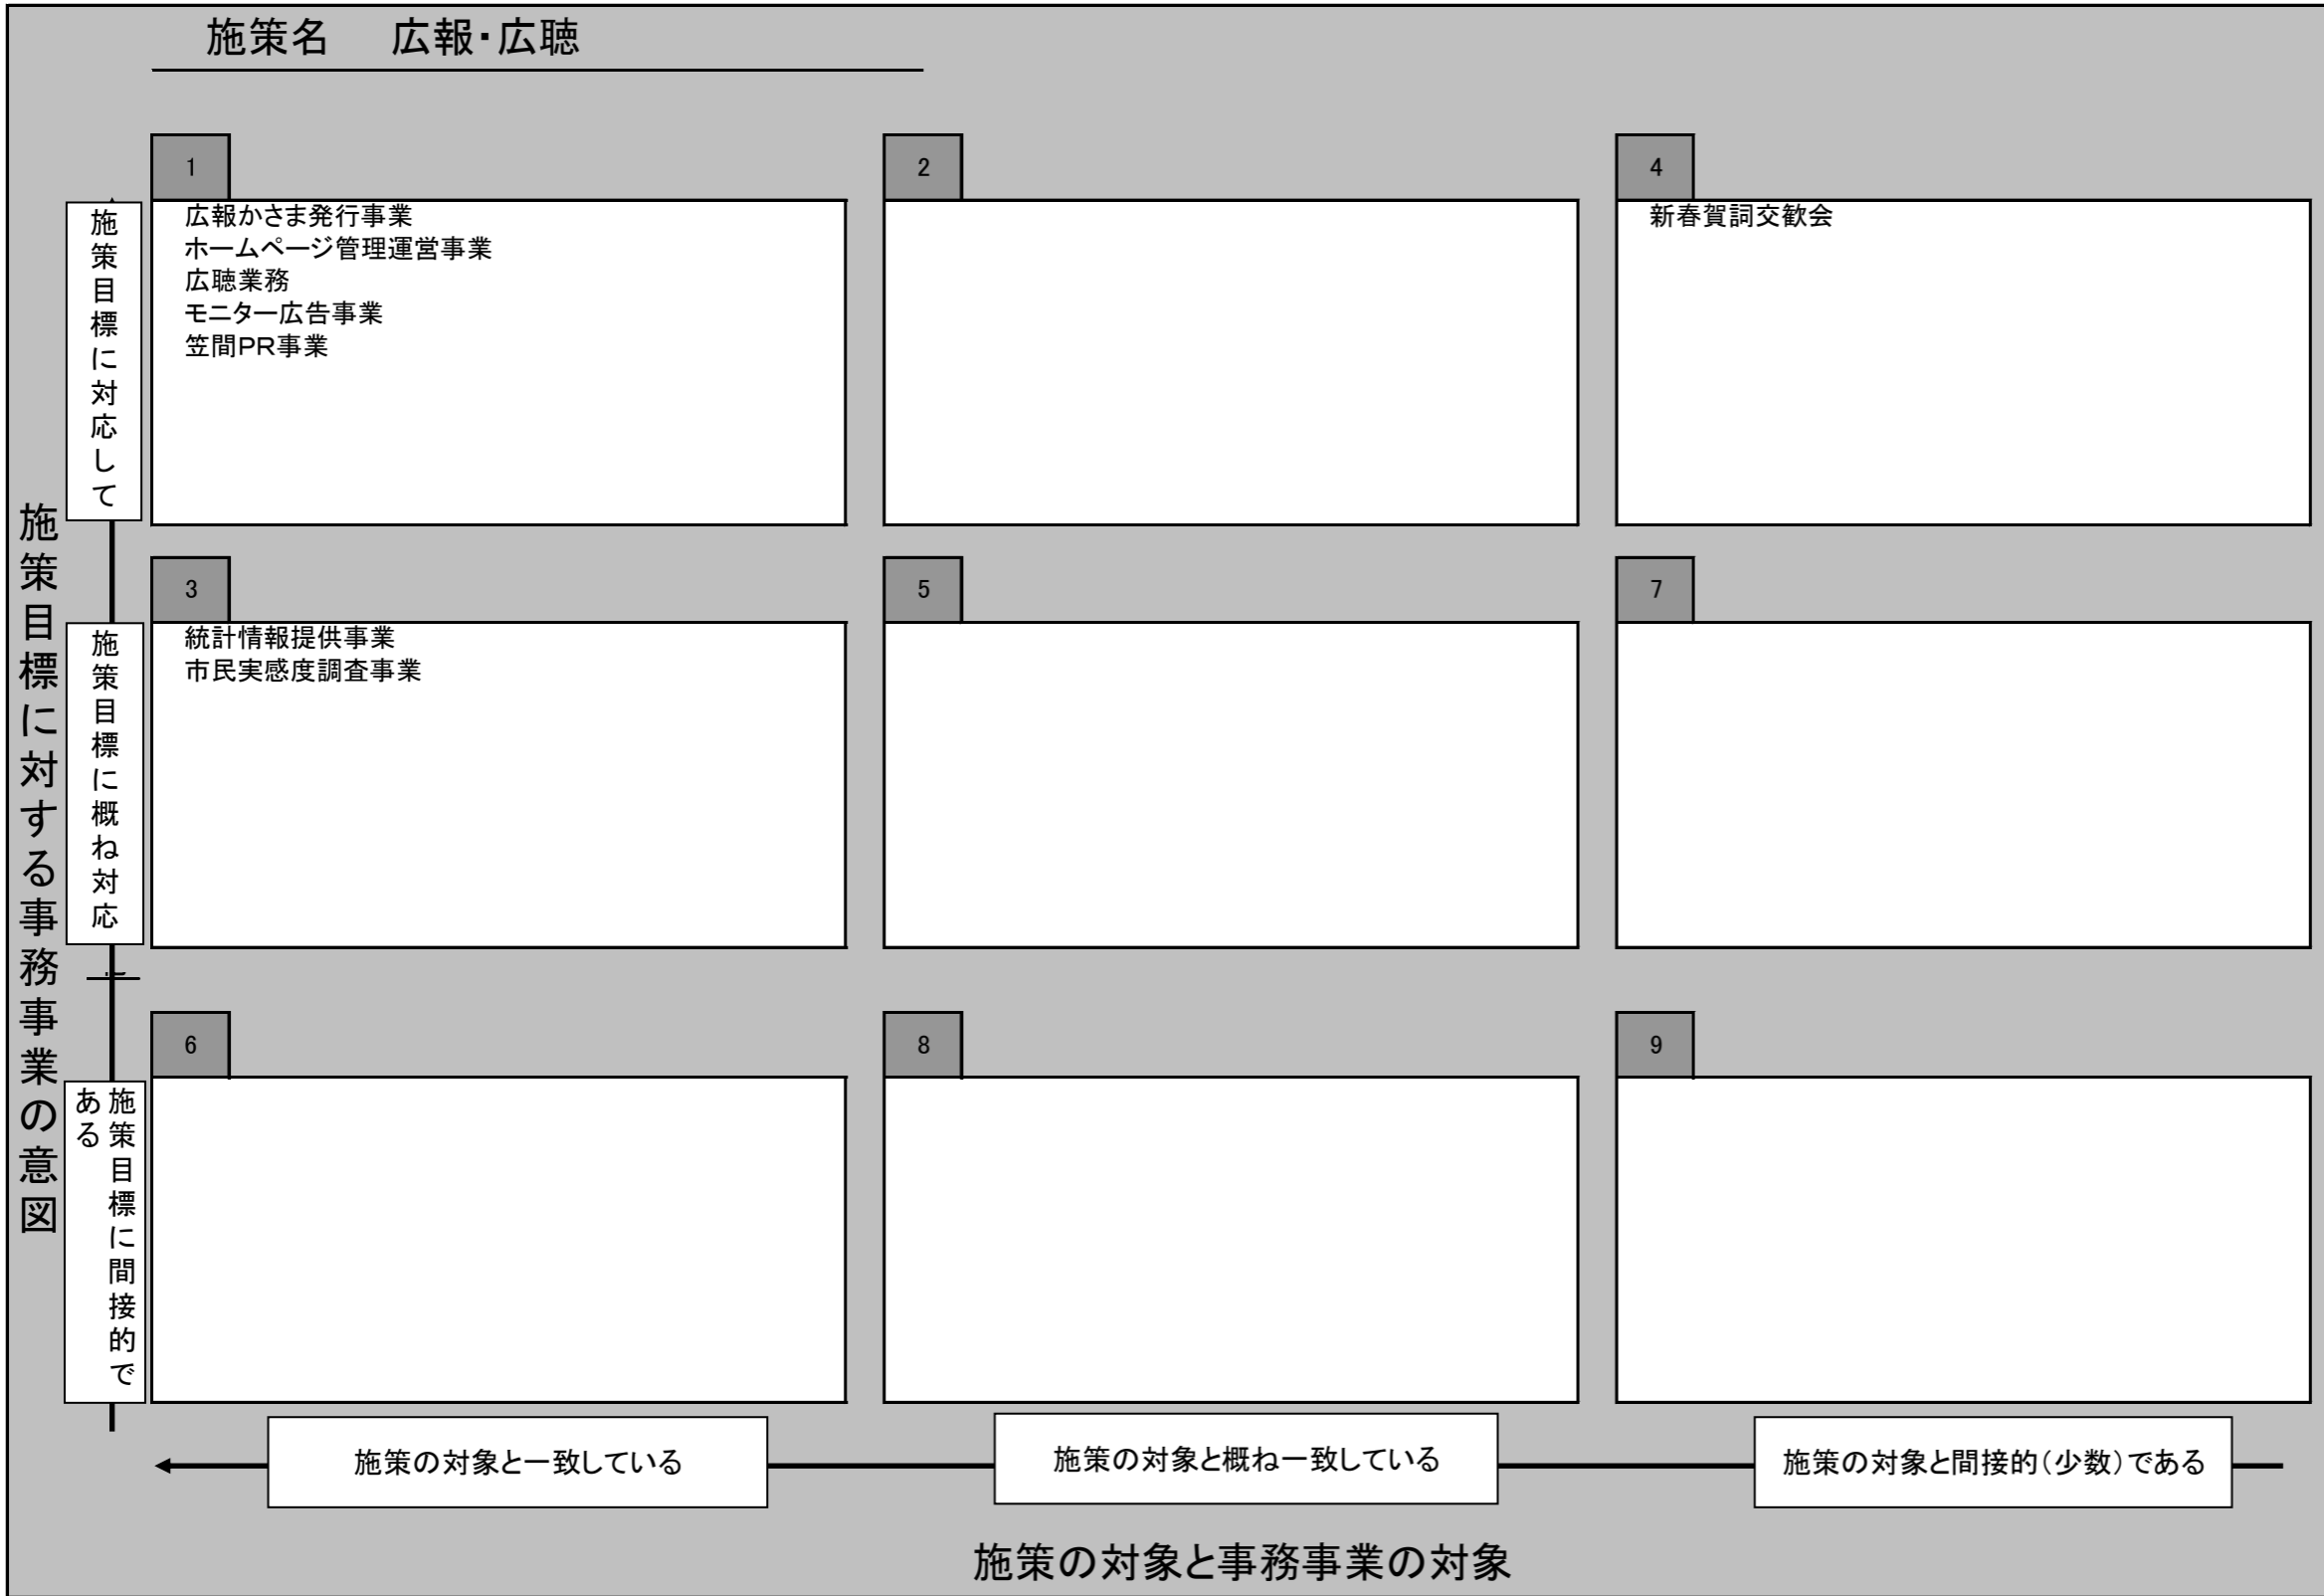 施策名 広報・広聴
1
2
4
施策目標に対応して
広報かさま発行事業
ホームページ管理運営事業
広聴業務
モニター広告事業
笠間PR事業
新春賀詞交歓会
3
5
7
施策目標に対する事務事業の意図
施策目標に概ね対応
統計情報提供事業
市民実感度調査事業
6
8
9
施策目標に間接的で
ある
施策の対象と一致している
施策の対象と概ね一致している
施策の対象と間接的(少数)である
施策の対象と事務事業の対象